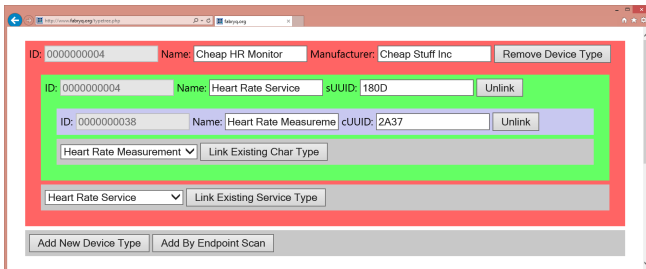 http://www.fabryq.org/typetree.php
fabryq.org
ID: 0000000004 Name: Cheap HR Monitor Manufacturer: Cheap Stuff Inc Remove Device Type
ID: 0000000004 Name: Heart Rate Service sUUID: 180D Unlink
ID: 0000000038 Name: Heart Rate Measureme cUUID: 2A37 Unlink
Heart Rate Measurement Link Existing Char Type
Heart Rate Service Link Existing Service Type
Add New Device Type Add By Endpoint Scan